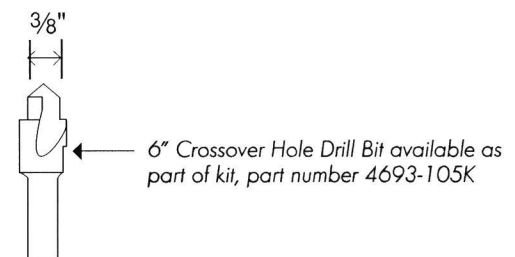 3/8"
6" Crossover Hole Drill Bit available as
part of kit, part number 4693-105K